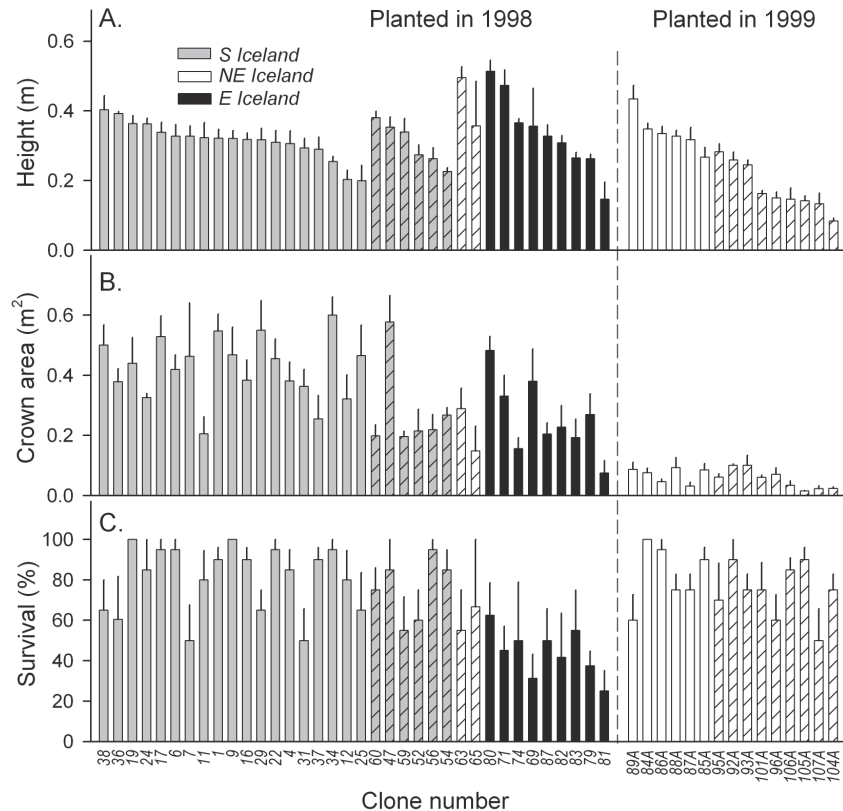 A.
Planted in 1998
Planted in 1999
S Iceland
NE Iceland
E Iceland
Height (m)
0.6
0.4
0.2
0.0
B.
Crown area (m²)
0.6
0.4
0.2
0.0
C.
Survival (%)
100
80
60
40
20
0
38 36 19 24 17 6 7 11 1 9 16 29 22 4 31 37 34 12 25 60 47 59 52 56 54 63 65 80 71 74 69 87 82 83 79 81 89A 84A 86A 88A 87A 85A 95A 92A 93A 101A 96A 106A 105A 107A 104A
Clone number